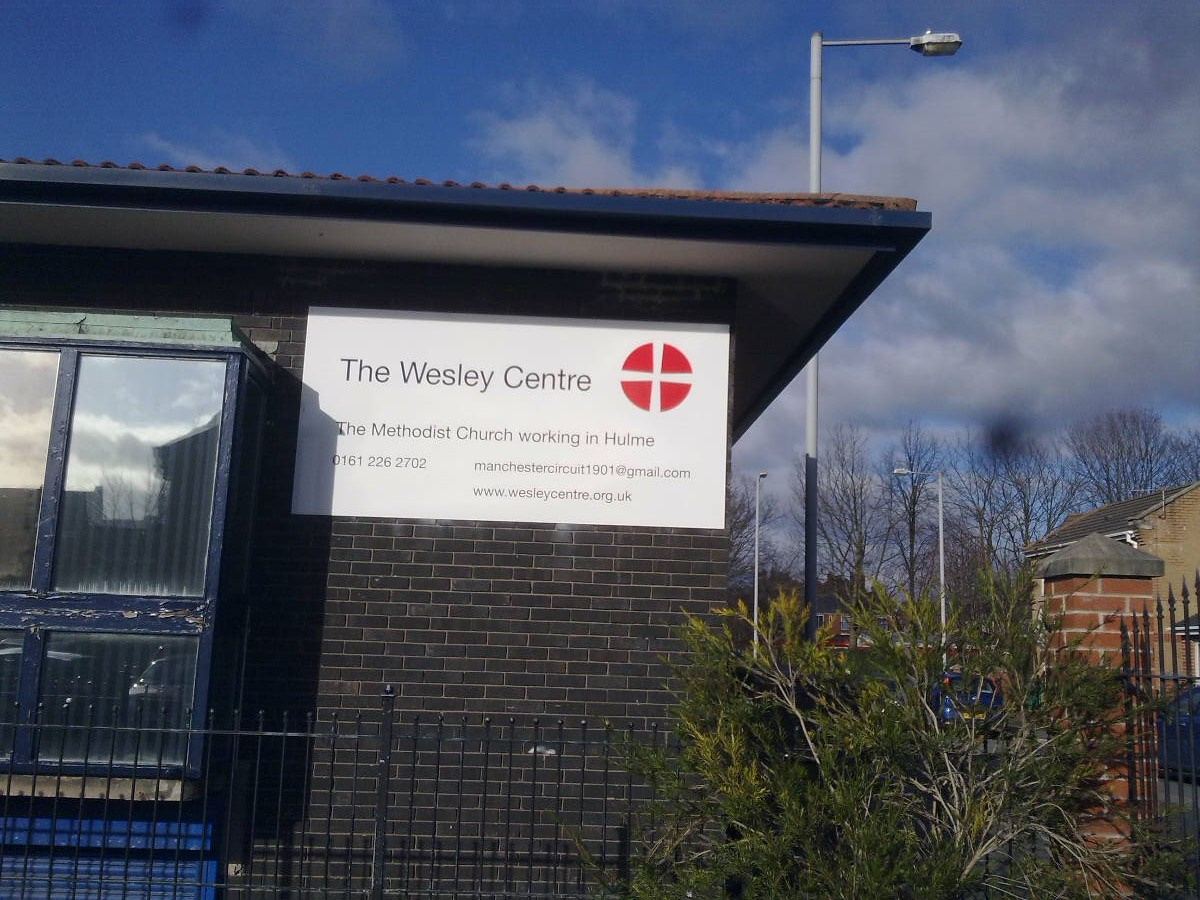 The Wesley Centre
The Methodist Church working in Hulme
0161 226 2702 manchestercircuit1901@gmail.com
www.wesleycentre.org.uk